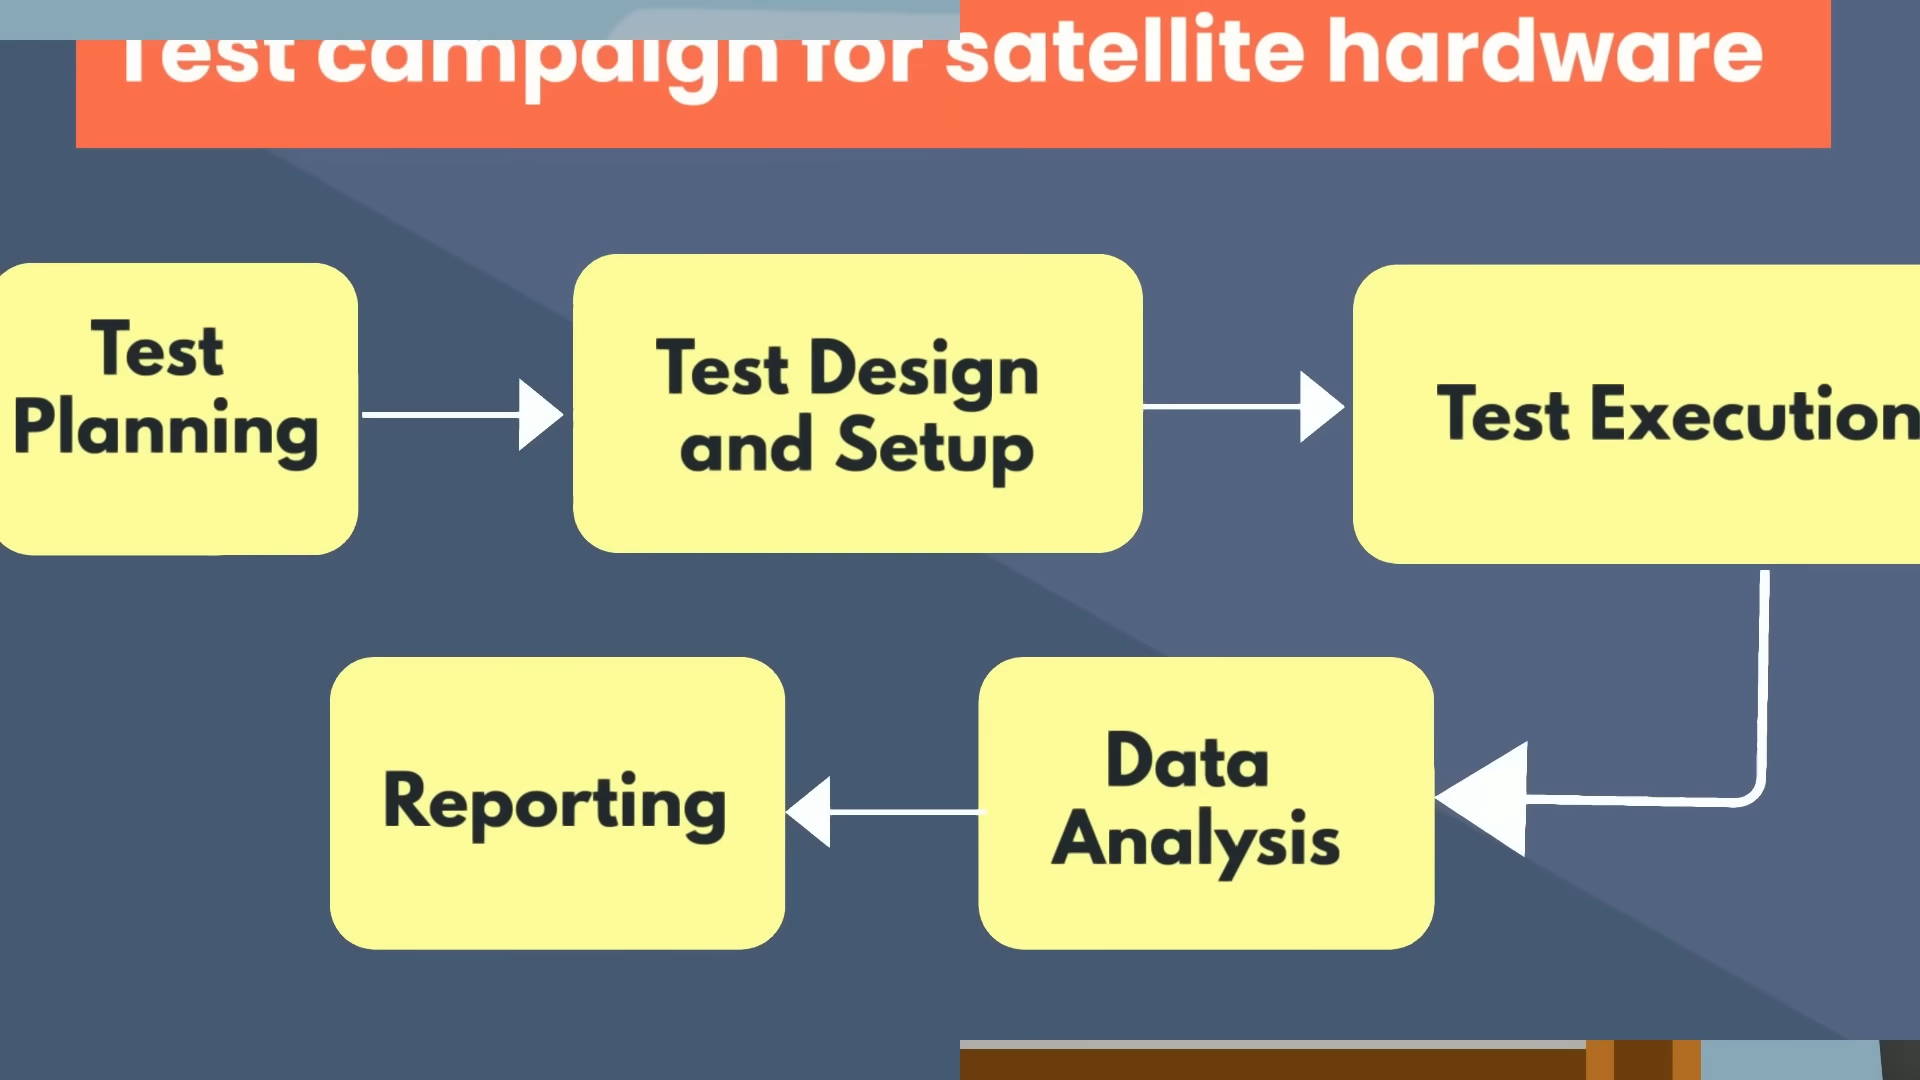 Test campaign for satellite hardware
Test
Planning
Test Design
and Setup
Test Execution
Reporting
Data
Analysis